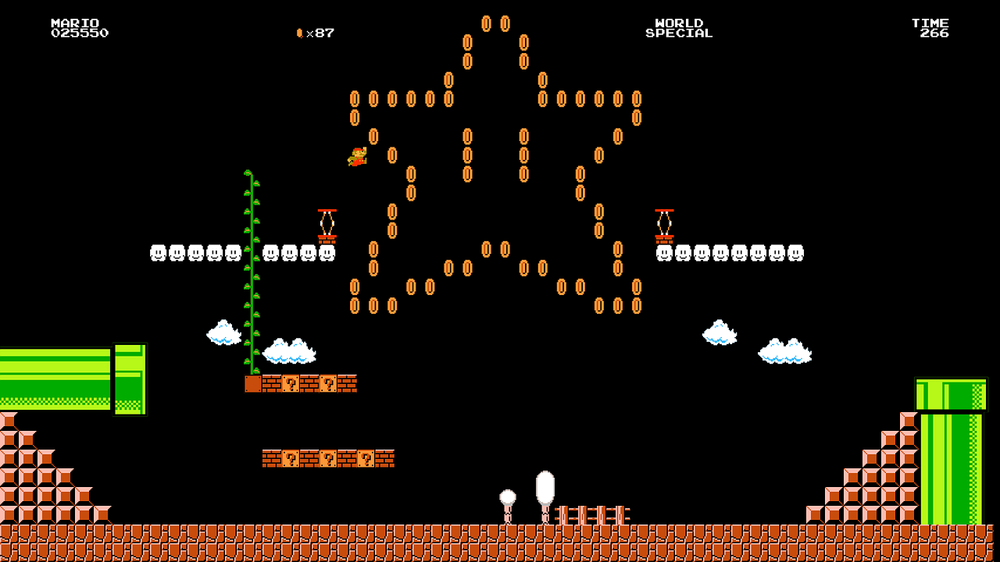 MARIO
025550
×87
WORLD
SPECIAL
TIME
266
? ?
? ? ?